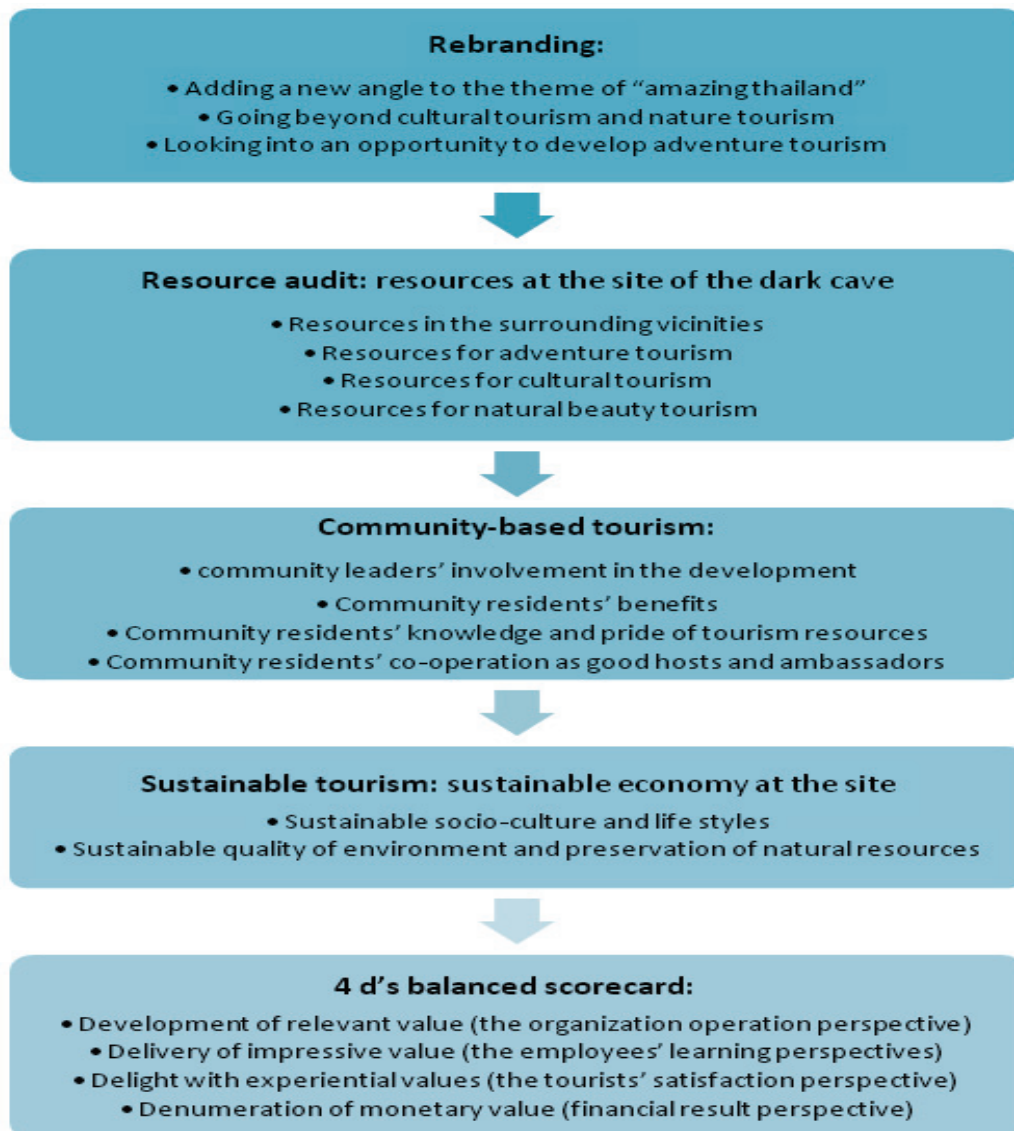 Rebranding:
• Adding a new angle to the theme of “amazing thailand”
• Going beyond cultural tourism and nature tourism
• Looking into an opportunity to develop adventure tourism
Resource audit: resources at the site of the dark cave
• Resources in the surrounding vicinities
• Resources for adventure tourism
• Resources for cultural tourism
• Resources for natural beauty tourism
Community-based tourism:
• community leaders’ involvement in the development
• Community residents’ benefits
• Community residents’ knowledge and pride of tourism resources
• Community residents’ co-operation as good hosts and ambassadors
Sustainable tourism: sustainable economy at the site
• Sustainable socio-culture and life styles
• Sustainable quality of environment and preservation of natural resources
4 d’s balanced scorecard:
• Development of relevant value (the organization operation perspective)
• Delivery of impressive value (the employees’ learning perspectives)
• Delight with experiential values (the tourists’ satisfaction perspective)
• Denumeration of monetary value (financial result perspective)